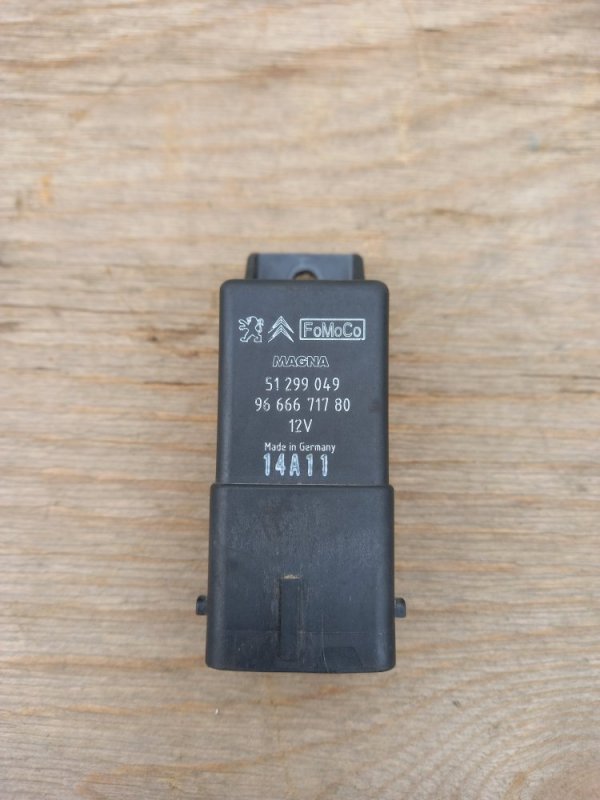 FoMoCo
MAGNA
51 299 049
96 666 717 80
12V
Made in Germany
14A11